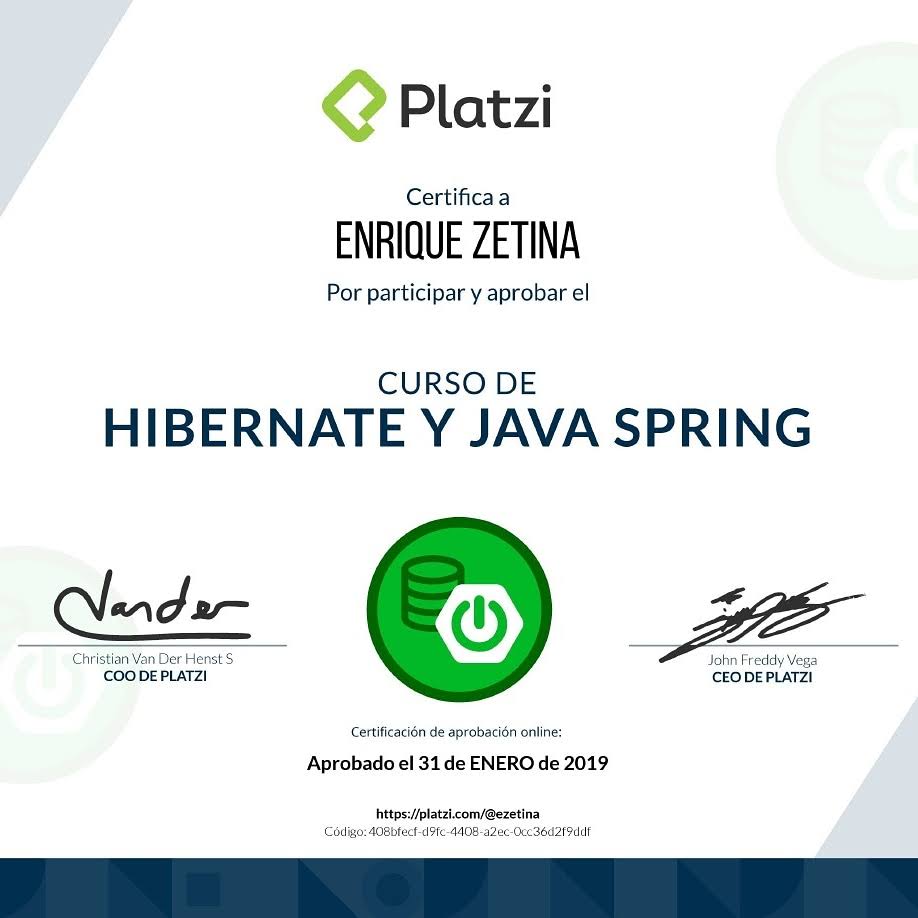 Platzi
Certifica a
ENRIQUE ZETINA
Por participar y aprobar el
CURSO DE
HIBERNATE Y JAVA SPRING
Vander
Christian Van Der Henst S
COO DE PLATZI
John Freddy Vega
CEO DE PLATZI
Certificación de aprobación online:
Aprobado el 31 de ENERO de 2019
https://platzi.com/@ezetina
Código: 408bfecf-d9fc-4408-a2ec-0cc36d2f9ddf